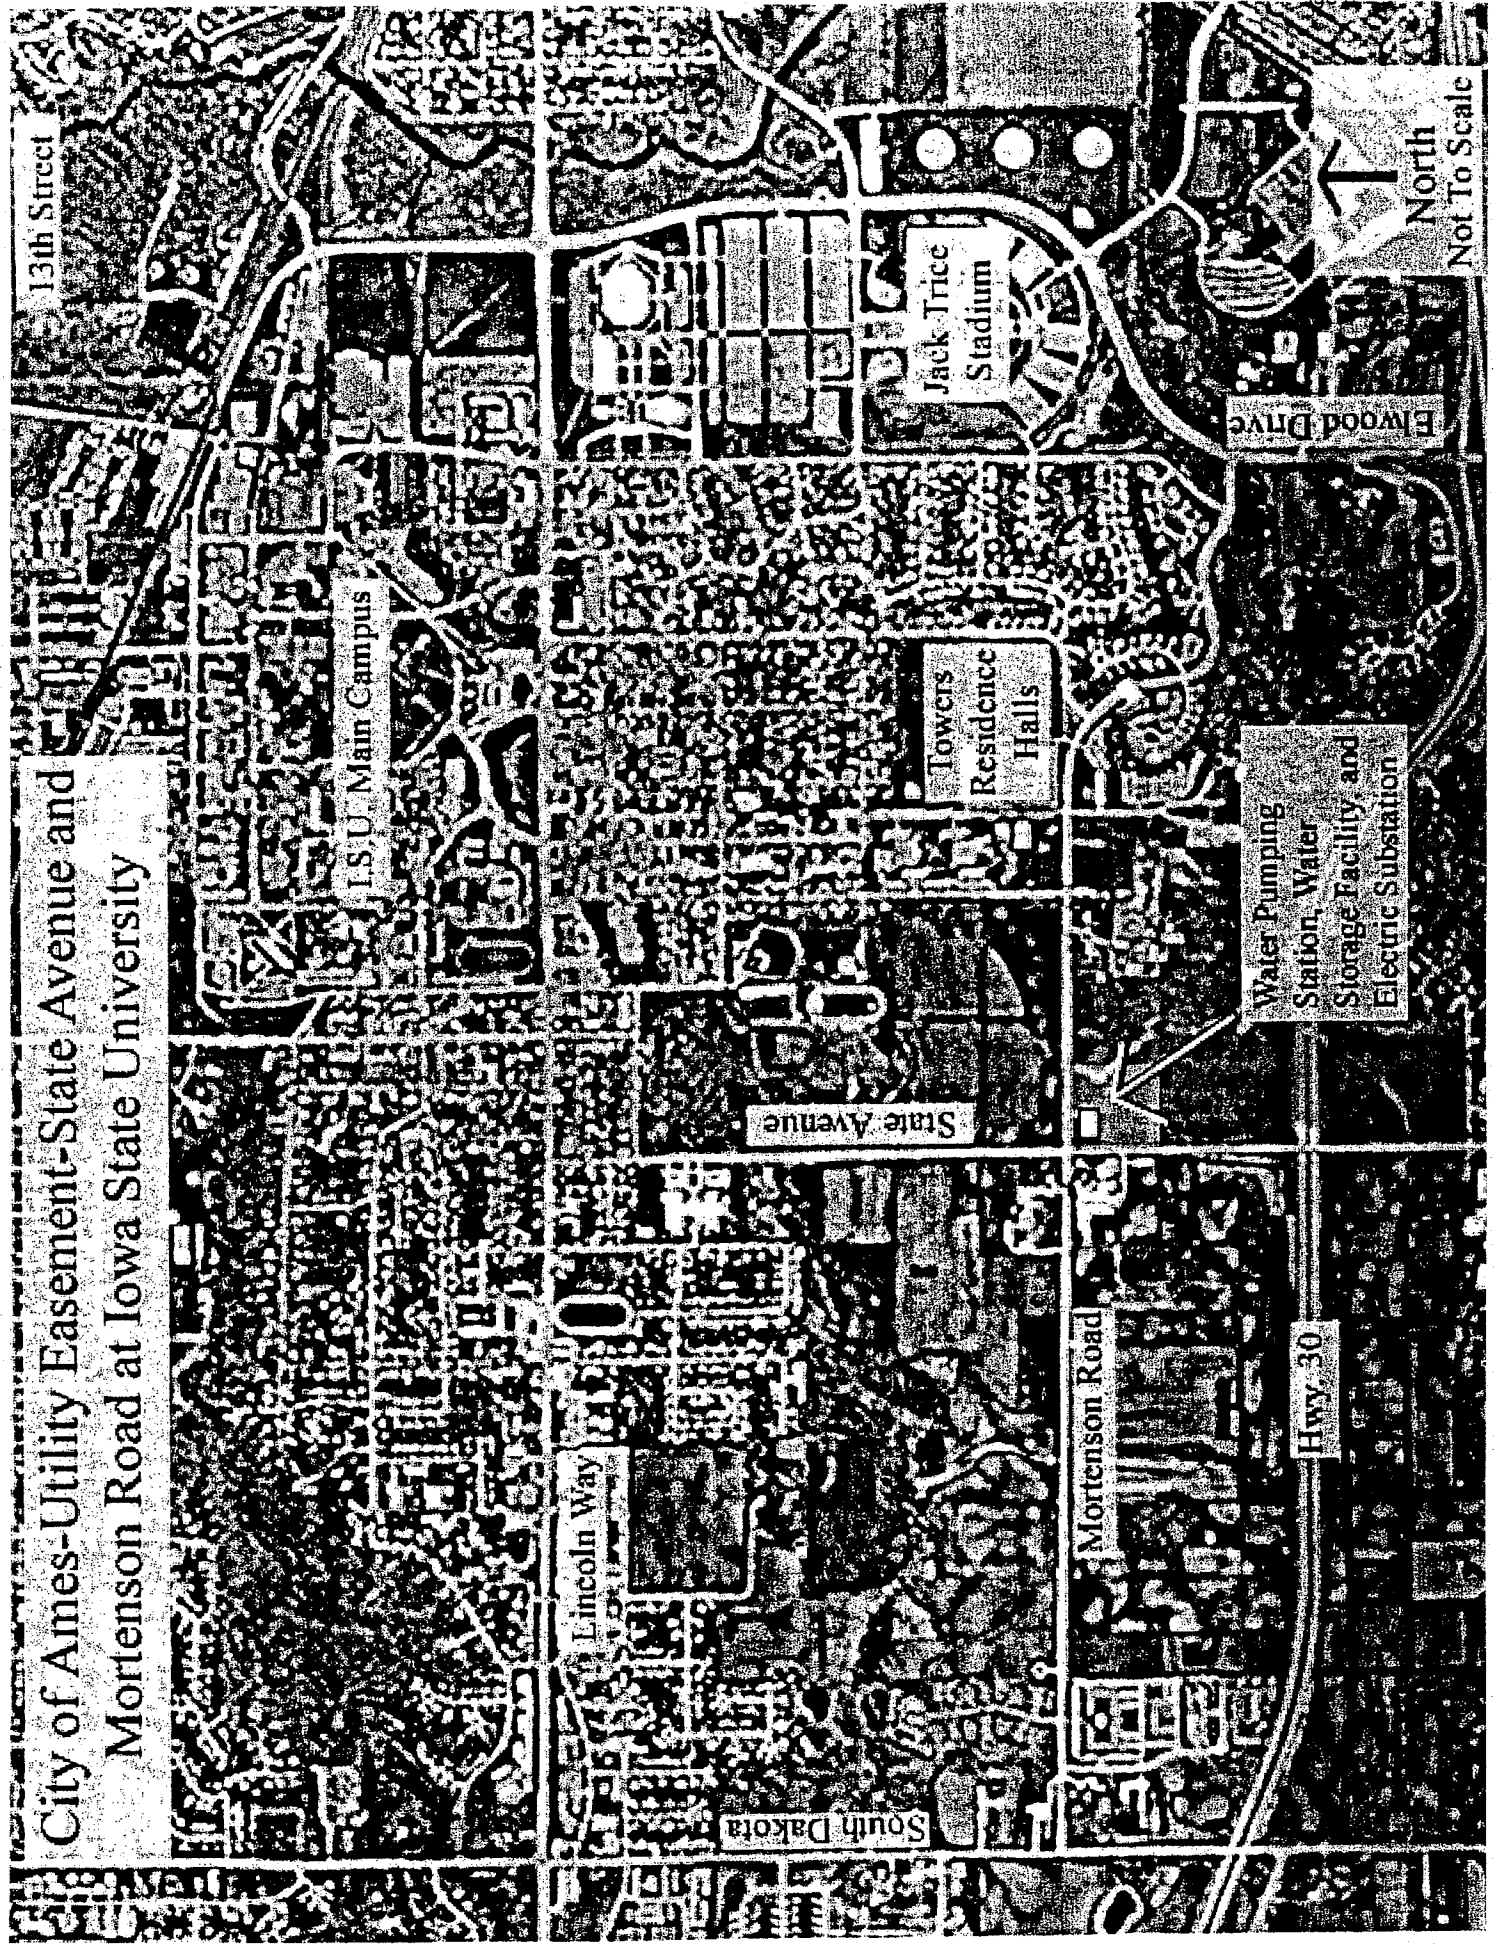 City of Ames-Utility Easement-State Avenue and
Mortenson Road at Iowa State University
13th Street
I.S.U. Main Campus
Lincoln Way
Jack Trice
Stadium
Towers
Residence
Halls
State Avenue
South Dakota
Mortenson Road
Elwood Drive
Water Pumping
Station, Water
Storage Facility and
Electric Substation
Hwy 30
North
Not To Scale